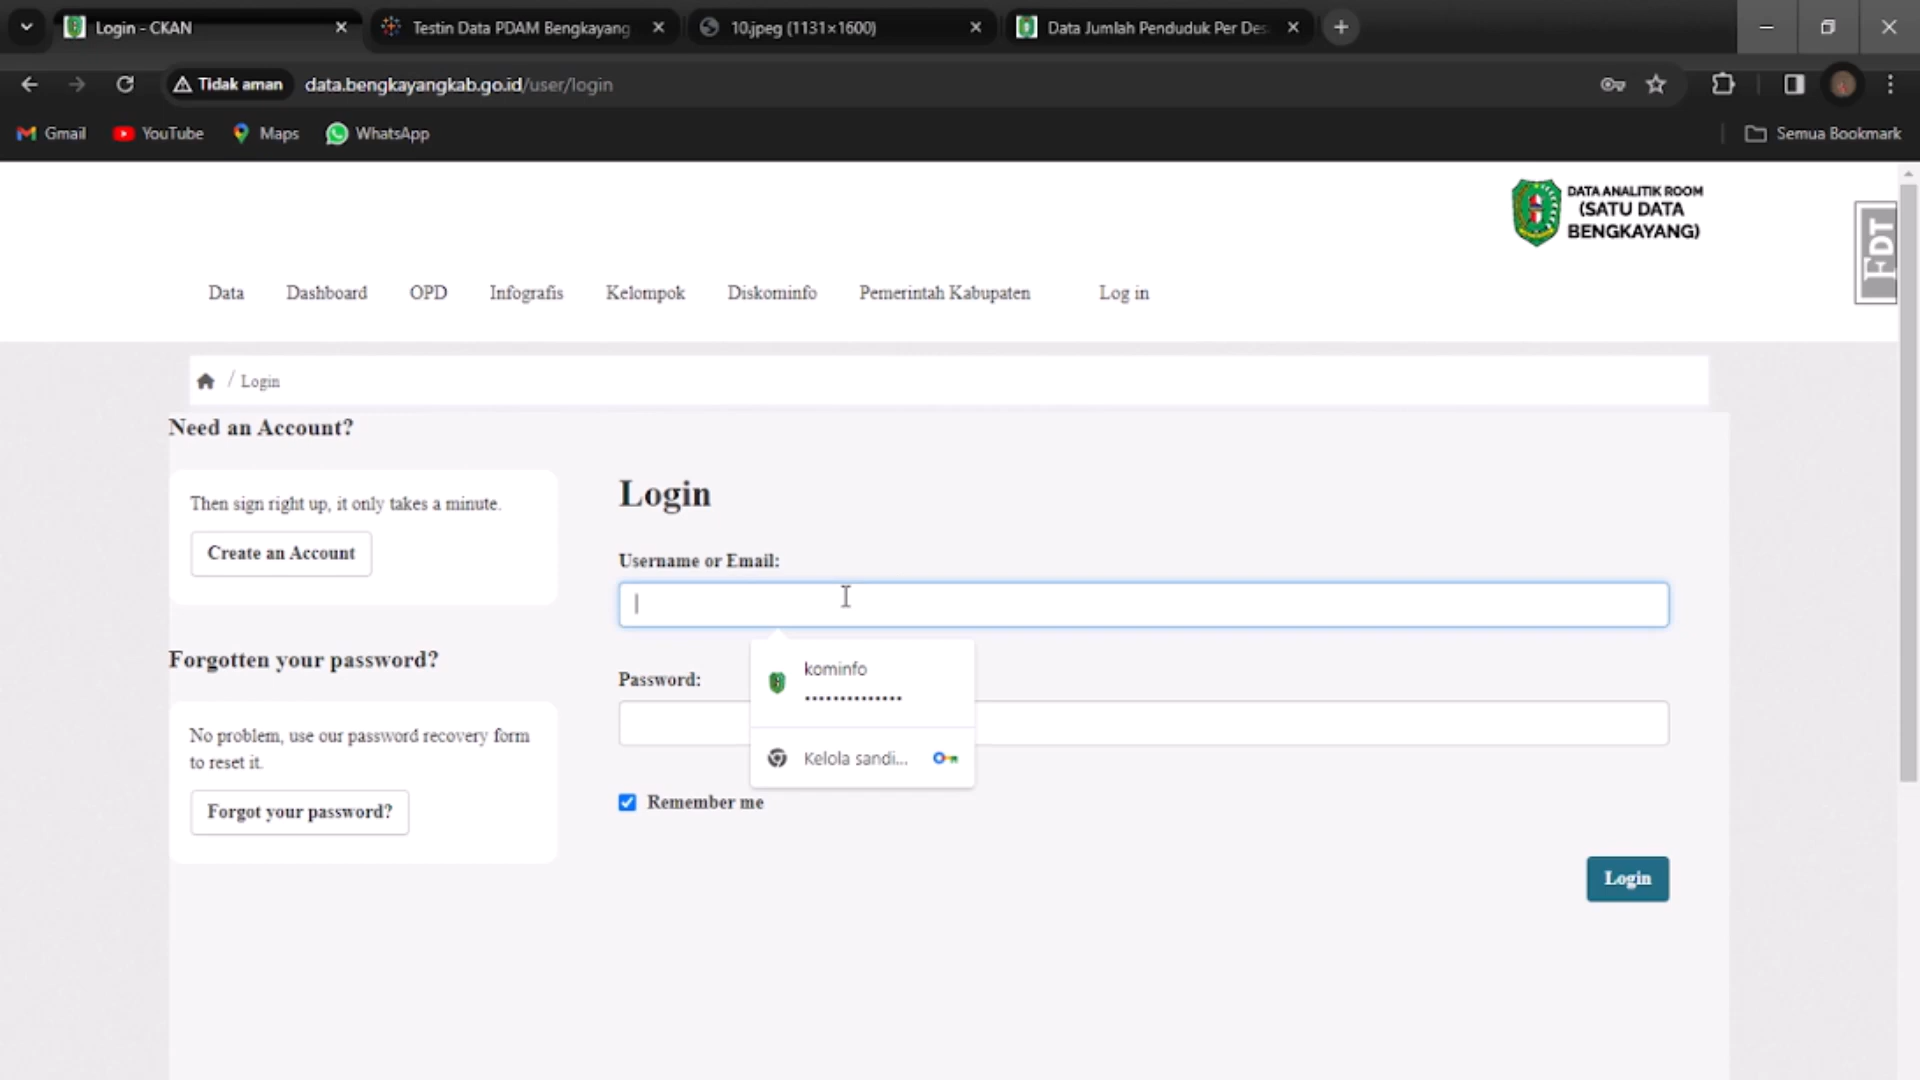 Login - CKAN
Testin Data PDAM Bengkayang
10.jpeg (1131×1600)
Data Jumlah Penduduk Per Des
Tidak aman
data.bengkayangkab.go.id/user/login
Gmail
YouTube
Maps
WhatsApp
Semua Bookmark
DATA ANALITIK ROOM
(SATU DATA
BENGKAYANG)
FDT
Data
Dashboard
OPD
Infografis
Kelompok
Diskominfo
Pemerintah Kabupaten
Log in
/ Login
Need an Account?
Then sign right up, it only takes a minute.
Create an Account
Forgotten your password?
No problem, use our password recovery form
to reset it.
Forgot your password?
Login
Username or Email:
kominfo
••••••••••••••
Kelola sandi...
Password:
Remember me
Login